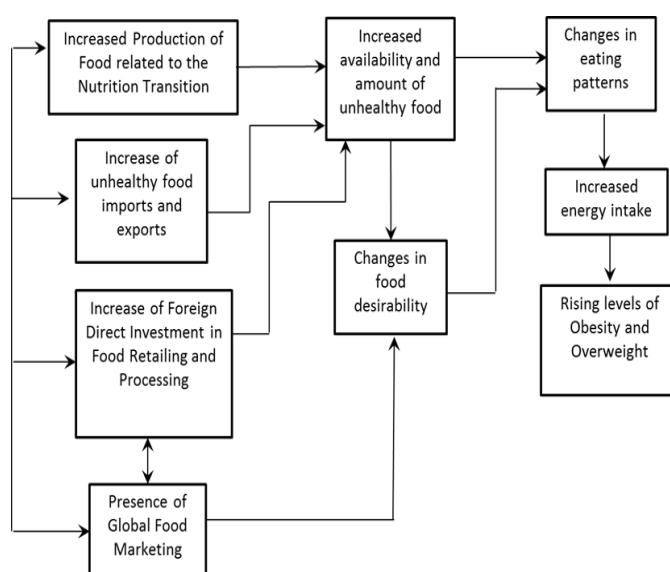 Increased Production of
Food related to the
Nutrition Transition
Increased
availability and
amount of
unhealthy food
Changes in
eating
patterns
Increase of
unhealthy food
imports and
exports
Increased
energy intake
Changes in
food
desirability
Increase of Foreign
Direct Investment in
Food Retailing and
Processing
Rising levels of
Obesity and
Overweight
Presence of
Global Food
Marketing